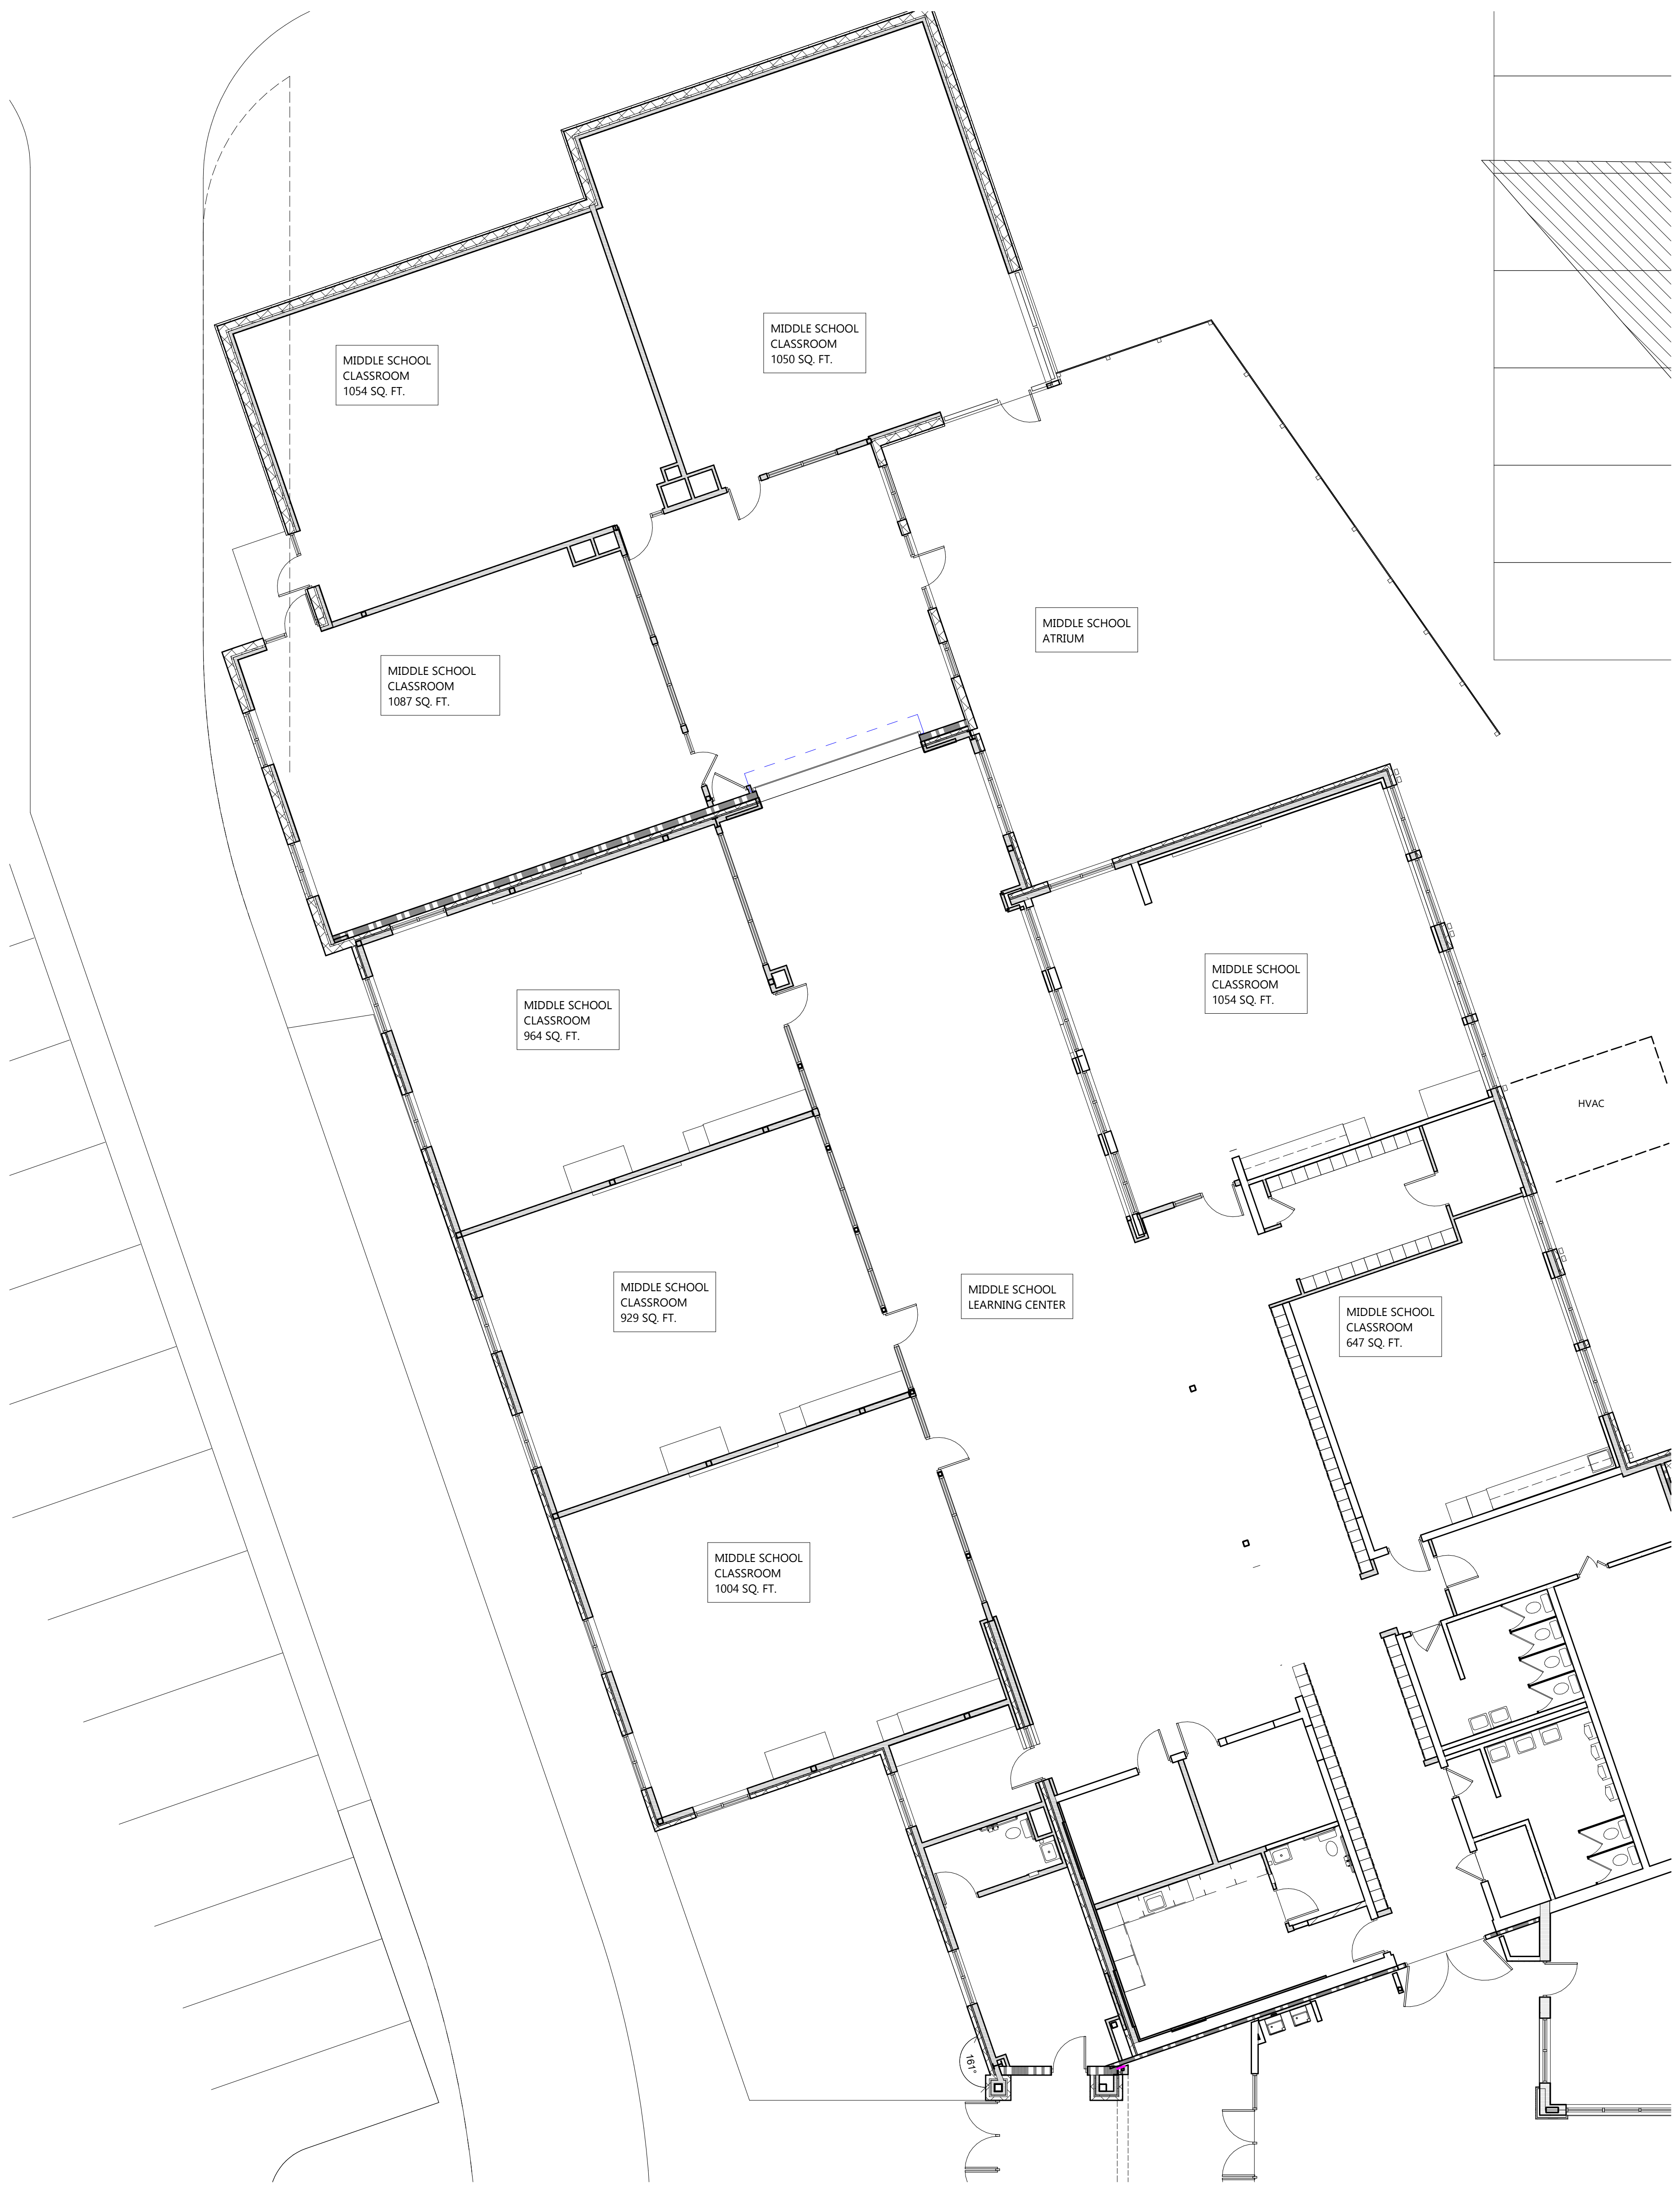 MIDDLE SCHOOL
CLASSROOM
1050 SQ. FT.
MIDDLE SCHOOL
CLASSROOM
1054 SQ. FT.
MIDDLE SCHOOL
ATRIUM
MIDDLE SCHOOL
CLASSROOM
1087 SQ. FT.
MIDDLE SCHOOL
CLASSROOM
1054 SQ. FT.
MIDDLE SCHOOL
CLASSROOM
964 SQ. FT.
HVAC
MIDDLE SCHOOL
CLASSROOM
929 SQ. FT.
MIDDLE SCHOOL
LEARNING CENTER
MIDDLE SCHOOL
CLASSROOM
647 SQ. FT.
MIDDLE SCHOOL
CLASSROOM
1004 SQ. FT.
161°